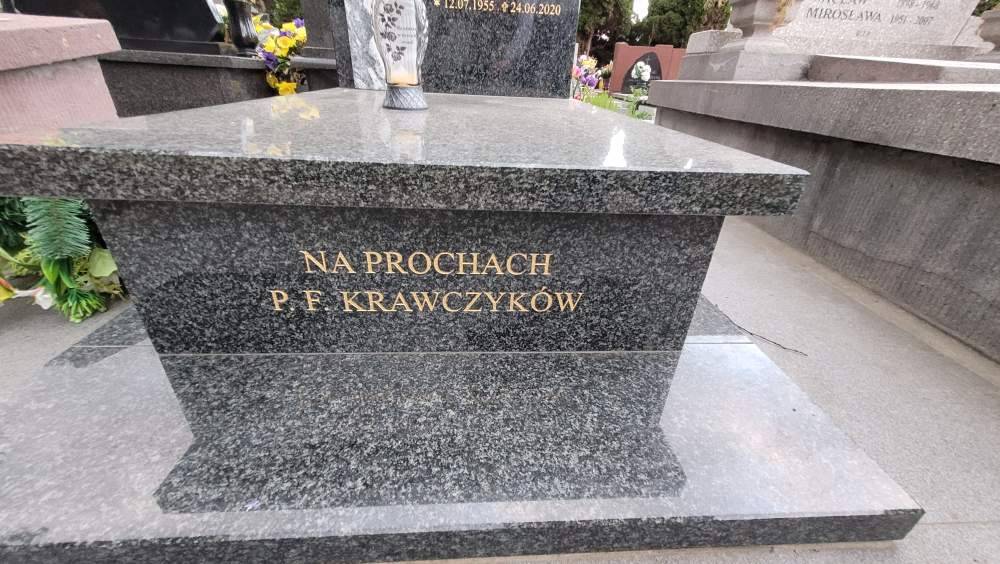 * 12.07.1955 ✞ 24.06.2020
MIROSŁAWA 1951-2007
NA PROCHACH
P. F. KRAWCZYKÓW